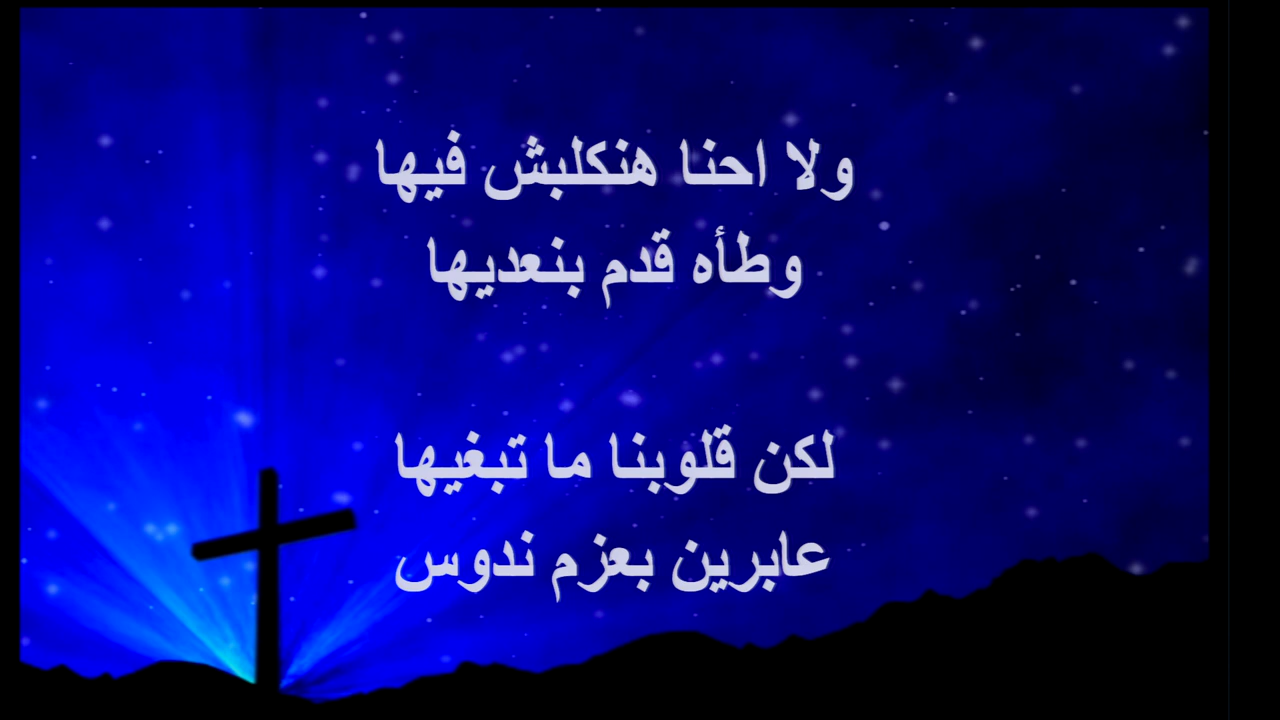 ولا احنا هنكلبش فيها
وطأه قدم بنعديها
لكن قلوبنا ما تبغيها
عابرين بعزم ندوس